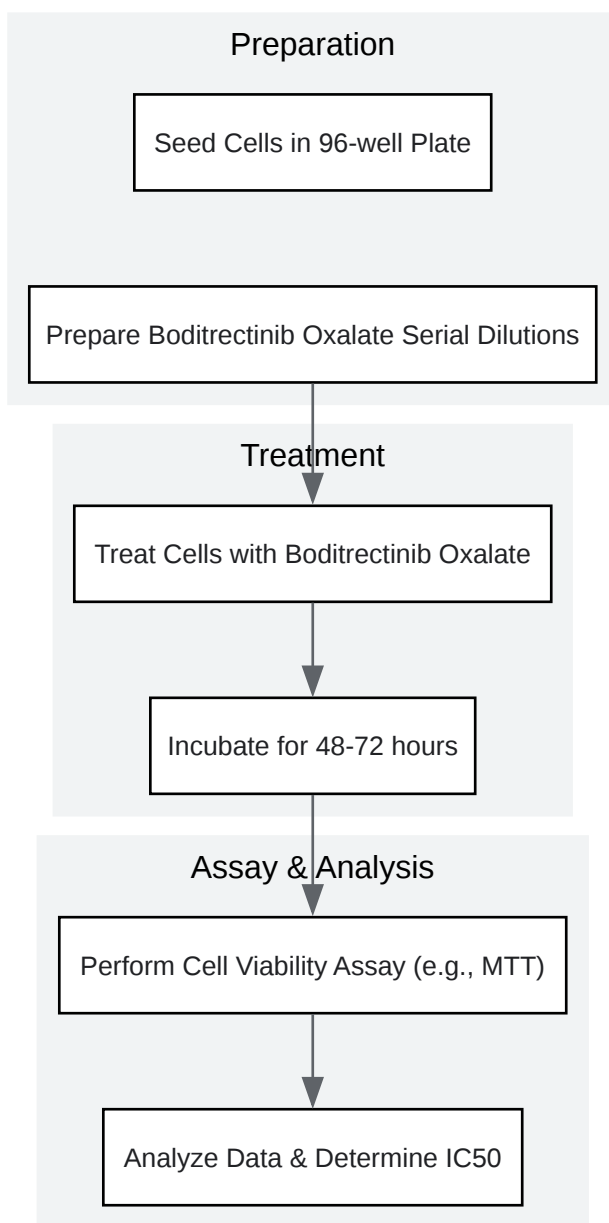 Preparation
Seed Cells in 96-well Plate
Prepare Boditrectinib Oxalate Serial Dilutions
Treatment
Treat Cells with Boditrectinib Oxalate
Incubate for 48-72 hours
Assay & Analysis
Perform Cell Viability Assay (e.g., MTT)
Analyze Data & Determine IC50